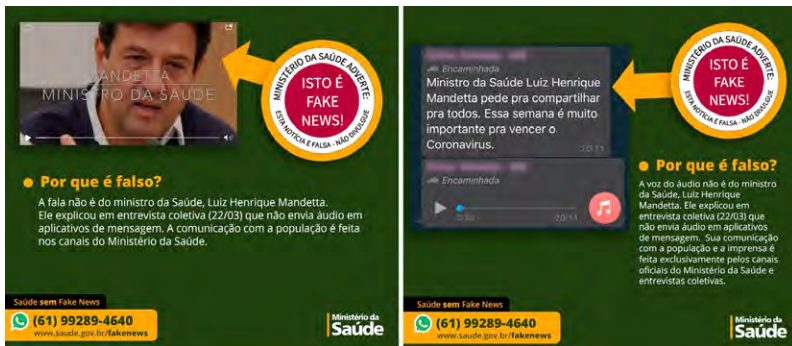 MANDETTA
MINISTRO DA SAÚDE
MINISTÉRIO DA SAÚDE ADVERTE:
ISTO É
FAKE
NEWS!
ESTA NOTÍCIA É FALSA - NÃO DIVULGUE
Por que é falso?
A fala não é do ministro da Saúde, Luiz Henrique Mandetta.
Ele explicou em entrevista coletiva (22/03) que não envia áudio em
aplicativos de mensagem. A comunicação com a população é feita
nos canais do Ministério da Saúde.
Saúde sem Fake News
(61) 99289-4640
www.saude.gov.br/fakenews
Ministério da
Saúde
Encaminhada
Ministro da Saúde Luiz Henrique
Mandetta pede pra compartilhar
pra todos. Essa semana é muito
importante pra vencer o
Coronavirus.
20:11
Encaminhada
20:11
MINISTÉRIO DA SAÚDE ADVERTE:
ISTO É
FAKE
NEWS!
ESTA NOTÍCIA É FALSA - NÃO DIVULGUE
Por que é falso?
A voz do áudio não é do ministro
da Saúde, Luiz Henrique
Mandetta. Ele explicou em
entrevista coletiva (22/03) que
não envia áudio em aplicativos
de mensagem. Sua comunicação
com a população e a imprensa é
feita exclusivamente pelos canais
oficiais do Ministério da Saúde e
entrevistas coletivas.
Saúde sem Fake News
(61) 99289-4640
www.saude.gov.br/fakenews
Ministério da
Saúde